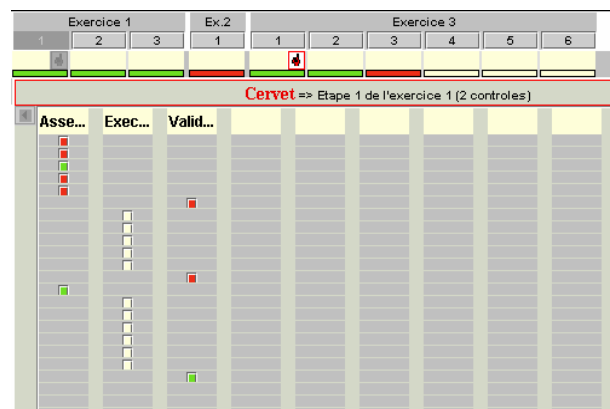 Exercice 1 Ex.2 Exercice 3
1 2 3 1 1 2 3 4 5 6
Cervet => Etape 1 de l'exercice 1 (2 controles)
Asse... Exec... Valid...